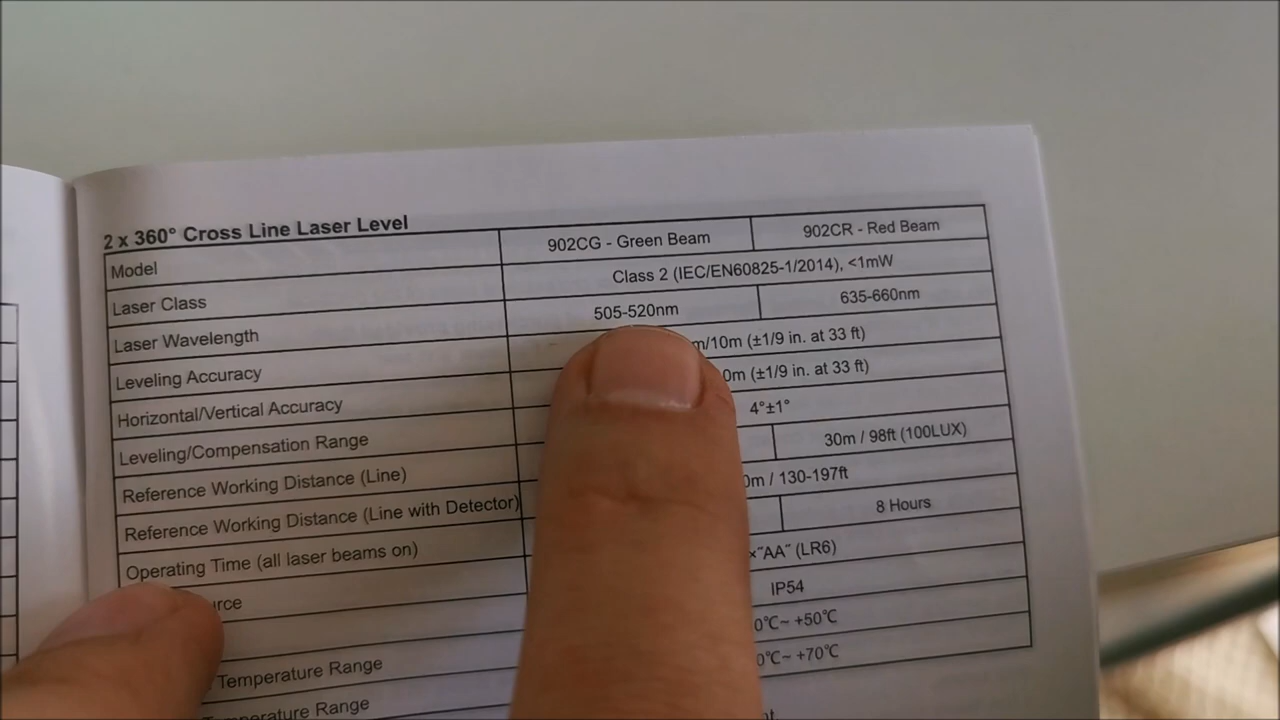 2 x 360° Cross Line Laser Level
Model 902CG - Green Beam 902CR - Red Beam
Laser Class Class 2 (IEC/EN60825-1/2014), <1mW
Laser Wavelength 505-520nm 635-660nm
Leveling Accuracy m/10m (±1/9 in. at 33 ft)
Horizontal/Vertical Accuracy 0m (±1/9 in. at 33 ft)
Leveling/Compensation Range 4°±1°
Reference Working Distance (Line) 30m / 98ft (100LUX)
Reference Working Distance (Line with Detector) 0m / 130-197ft
Operating Time (all laser beams on) 8 Hours
rce ×"AA" (LR6)
IP54
Temperature Range 0℃~ +50℃
Temperature Range 0℃~ +70℃